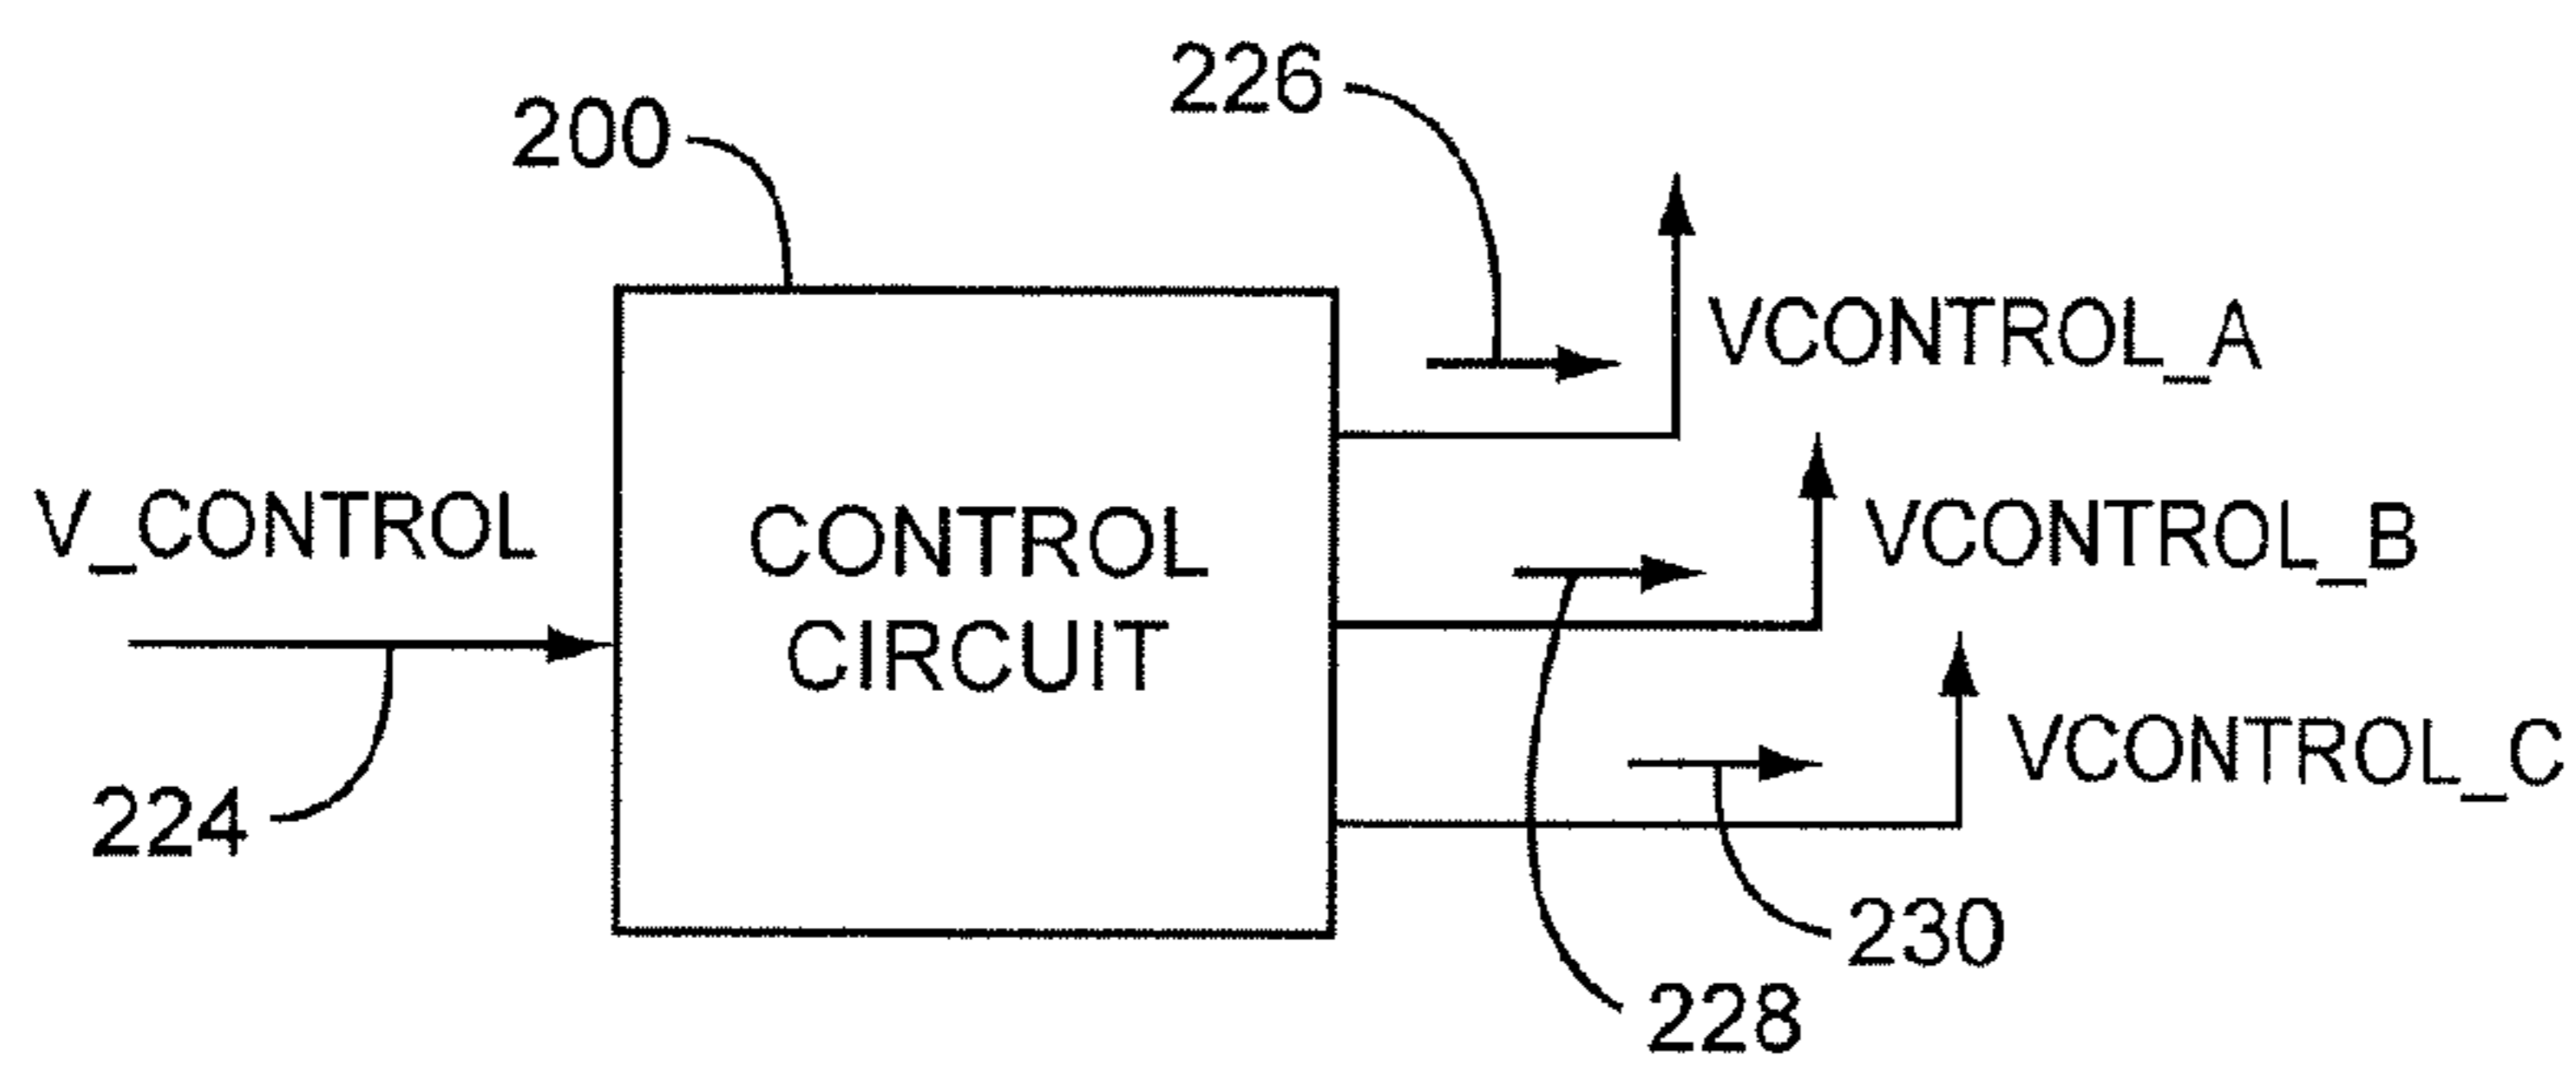 226
200
VCONTROL_A
V_CONTROL
CONTROL
CIRCUIT
VCONTROL_B
VCONTROL_C
224
230
228